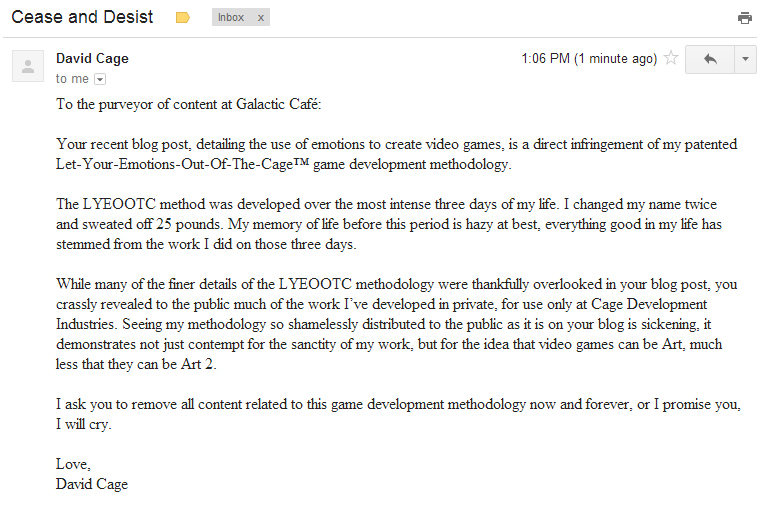 Cease and Desist Inbox x
David Cage 1:06 PM (1 minute ago)
to me
To the purveyor of content at Galactic Café:
Your recent blog post, detailing the use of emotions to create video games, is a direct infringement of my patented
Let-Your-Emotions-Out-Of-The-Cage™ game development methodology.
The LYEOOTC method was developed over the most intense three days of my life. I changed my name twice
and sweated off 25 pounds. My memory of life before this period is hazy at best, everything good in my life has
stemmed from the work I did on those three days.
While many of the finer details of the LYEOOTC methodology were thankfully overlooked in your blog post, you
crassly revealed to the public much of the work I've developed in private, for use only at Cage Development
Industries. Seeing my methodology so shamelessly distributed to the public as it is on your blog is sickening, it
demonstrates not just contempt for the sanctity of my work, but for the idea that video games can be Art, much
less that they can be Art 2.
I ask you to remove all content related to this game development methodology now and forever, or I promise you,
I will cry.
Love,
David Cage